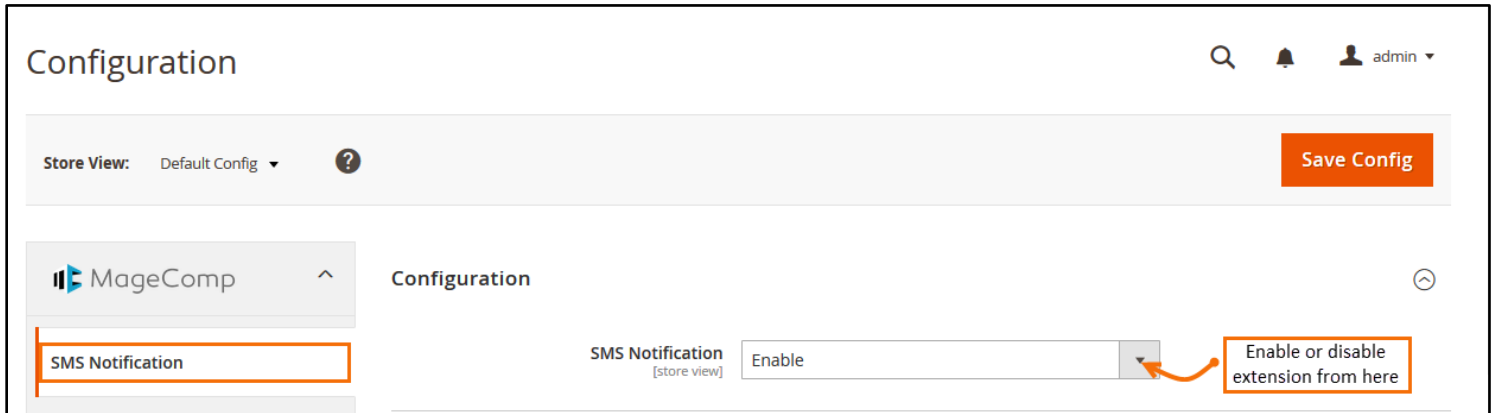 Configuration
admin
Store View: Default Config ?
Save Config
MageComp
Configuration
SMS Notification
SMS Notification
[store view]
Enable
Enable or disable
extension from here